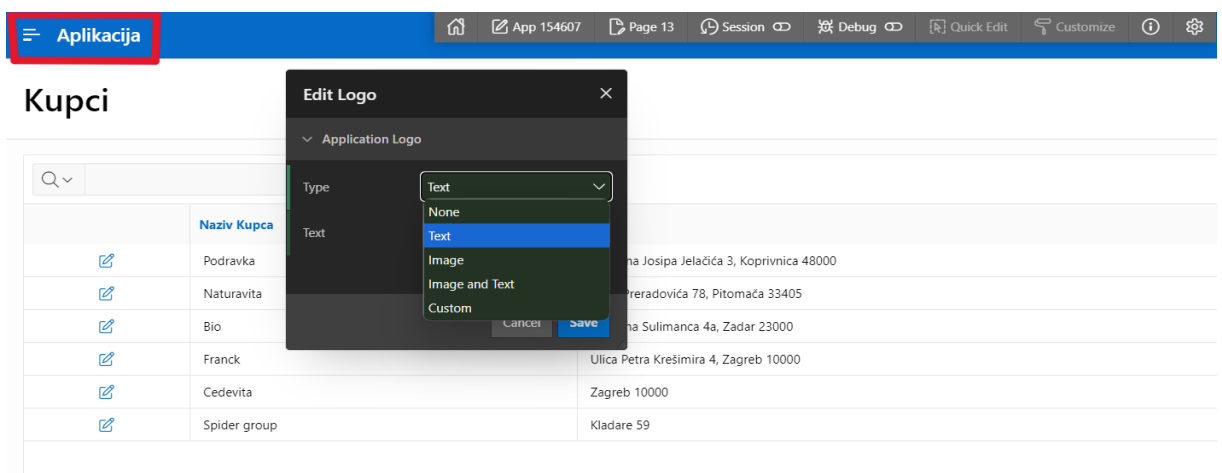 Aplikacija
App 154607 Page 13 Session Debug Quick Edit Customize
Kupci
Edit Logo
Application Logo
Type Text
None
Text
Image
Image and Text
Custom
Text
Cancel Save
Naziv Kupca
Podravka na Josipa Jelačića 3, Koprivnica 48000
Naturavita Preradovića 78, Pitomača 33405
Bio na Sulimanca 4a, Zadar 23000
Franck Ulica Petra Krešimira 4, Zagreb 10000
Cedevita Zagreb 10000
Spider group Kladare 59